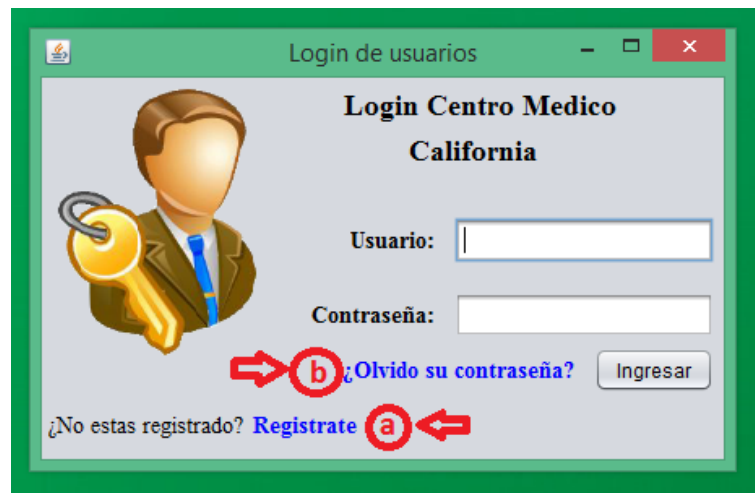 Login de usuarios
Login Centro Medico
California
Usuario:
Contraseña:
b ¿Olvido su contraseña? Ingresar
¿No estas registrado? Registrate a